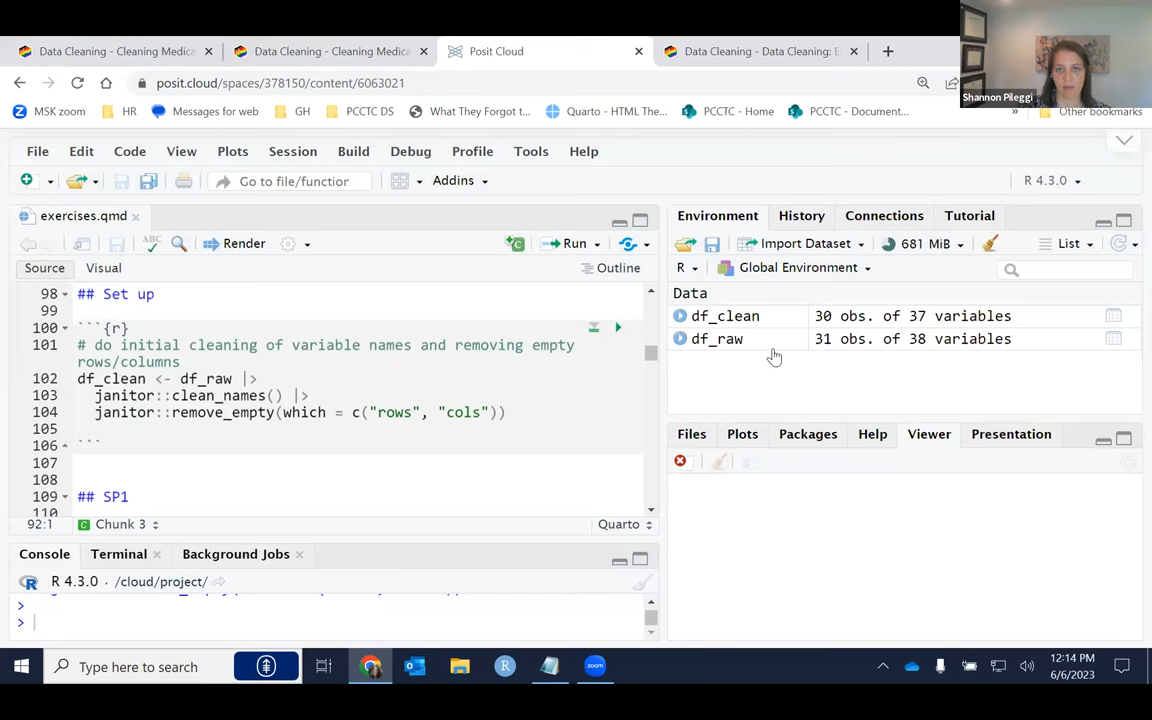 Data Cleaning - Cleaning Medica
Data Cleaning - Cleaning Medica
Posit Cloud
Data Cleaning - Data Cleaning: E
posit.cloud/spaces/378150/content/6063021
Shannon Pileggi
MSK zoom
HR
Messages for web
GH
PCCTC DS
What They Forgot t...
Quarto - HTML The...
PCCTC - Home
PCCTC - Document...
»
Other bookmarks
File Edit Code View Plots Session Build Debug Profile Tools Help
Go to file/function
Addins
R 4.3.0
exercises.qmd
Render
Run
Source Visual
Outline
98 ## Set up
99
100 ```{r}
101 # do initial cleaning of variable names and removing empty
rows/columns
102 df_clean <- df_raw |>
103 janitor::clean_names() |>
104 janitor::remove_empty(which = c("rows", "cols"))
105
106 ```
107
108
109 ## SP1
110
92:1 Chunk 3 Quarto
Console Terminal Background Jobs
R 4.3.0 · /cloud/project/
>
>
Environment History Connections Tutorial
Import Dataset 681 MiB List
R Global Environment
Data
df_clean 30 obs. of 37 variables
df_raw 31 obs. of 38 variables
Files Plots Packages Help Viewer Presentation
Type here to search
12:14 PM
6/6/2023